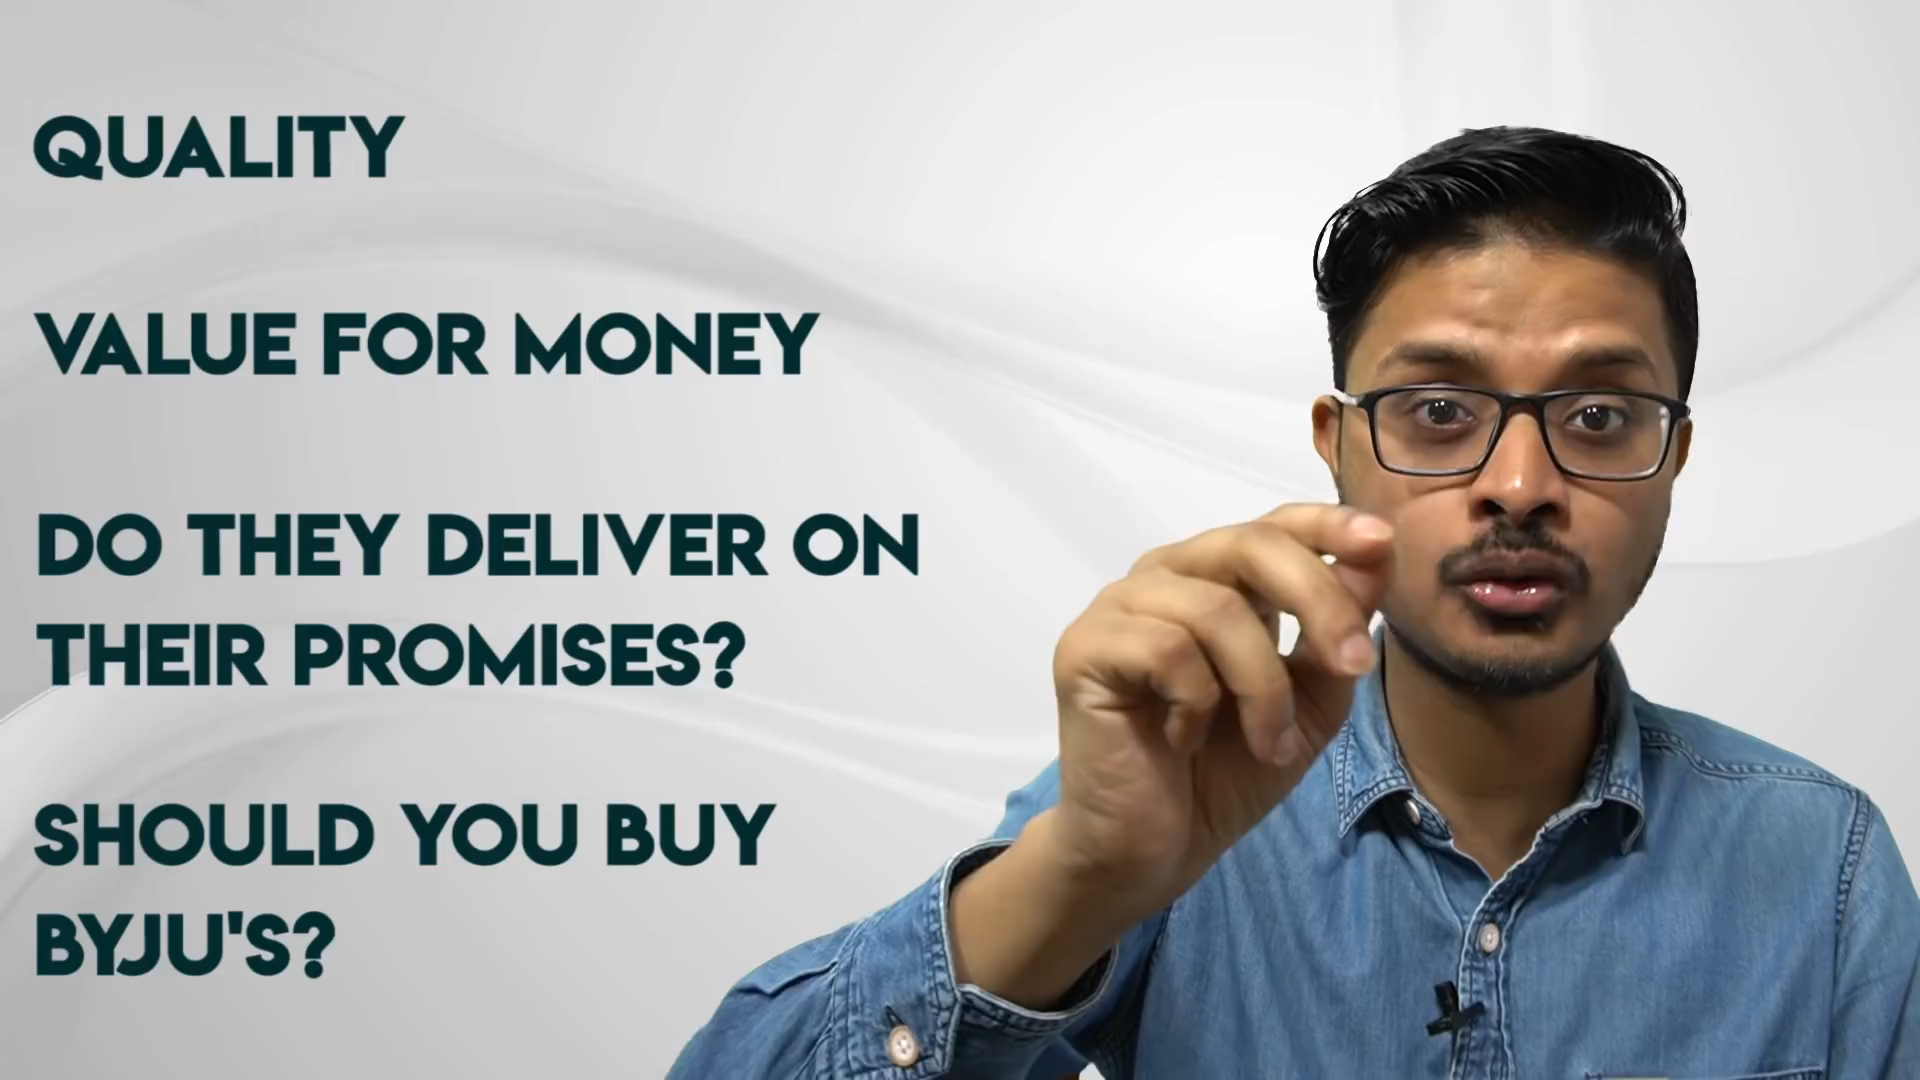 QUALITY
VALUE FOR MONEY
DO THEY DELIVER ON
THEIR PROMISES?
SHOULD YOU BUY
BYJU'S?